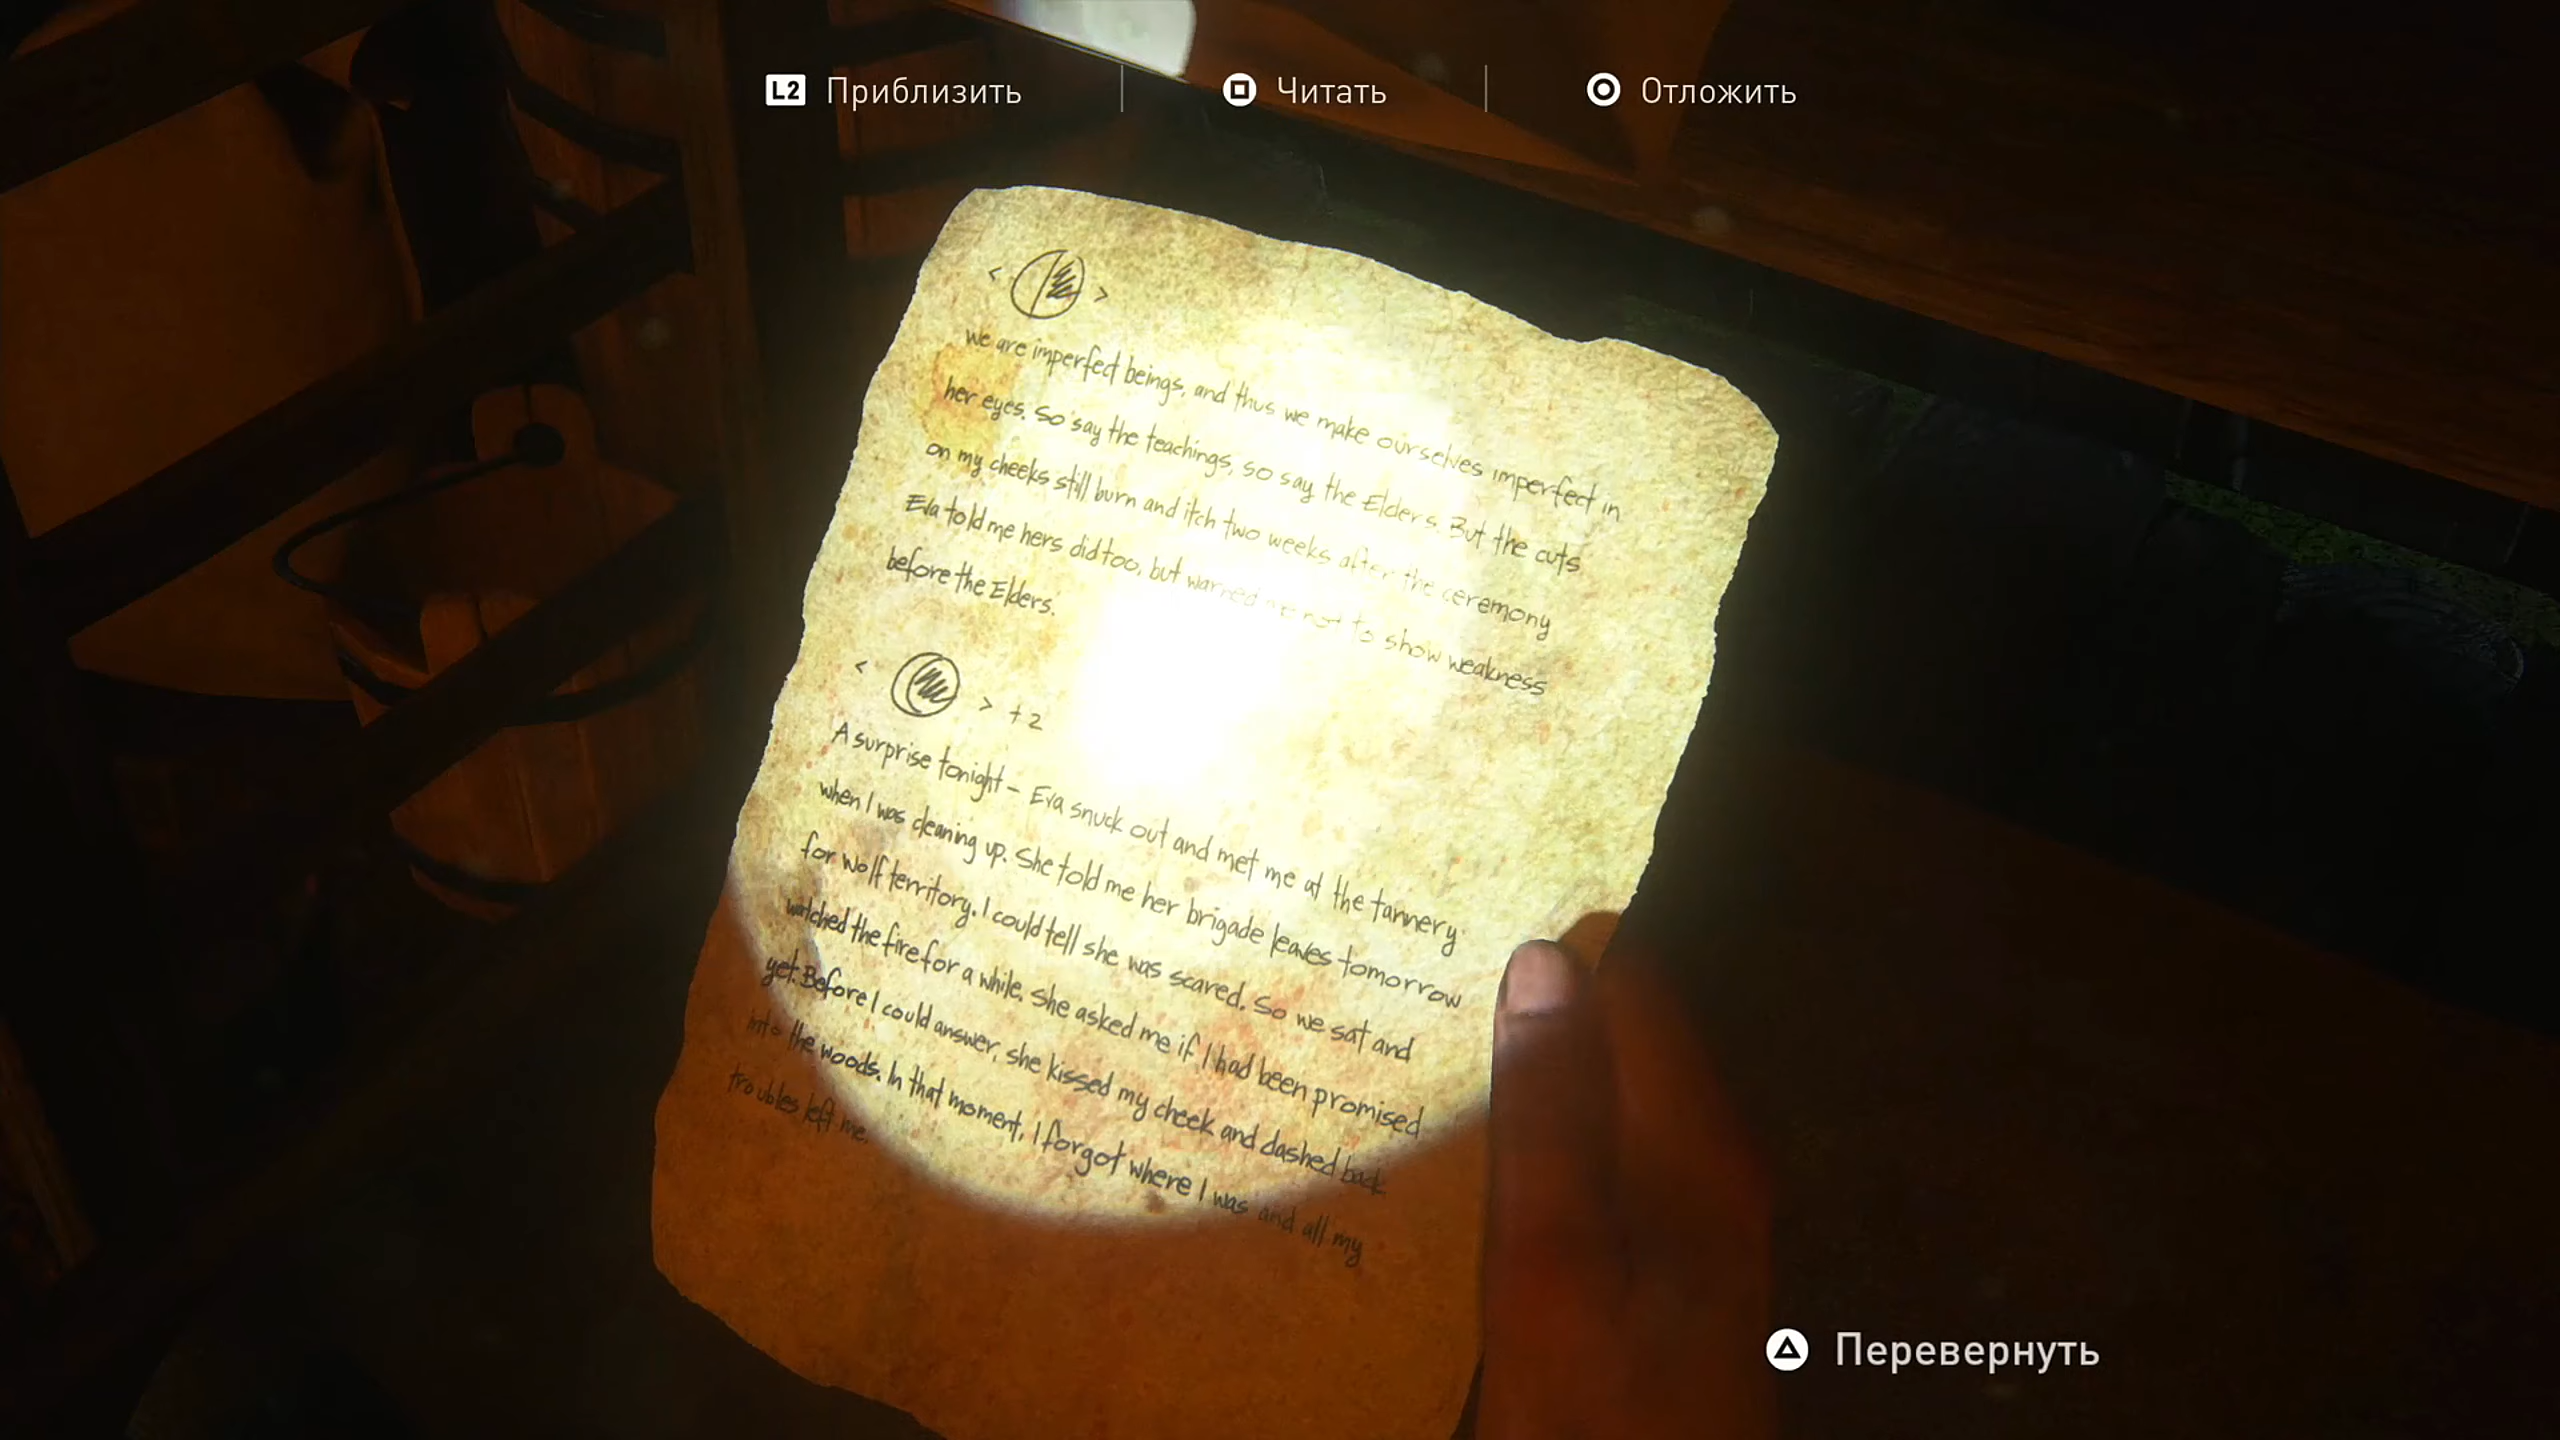 L2 Приблизить
Читать
Отложить
< >
we are imperfect beings, and thus we make ourselves imperfect in
her eyes. So say the teachings, so say the Elders. But the cuts
on my cheeks still burn and itch two weeks after the ceremony
Eva told me hers did too, but warned me not to show weakness
before the Elders.
< > +2
A surprise tonight – Eva snuck out and met me at the tannery
when I was cleaning up. She told me her brigade leaves tomorrow
for wolf territory. I could tell she was scared. So we sat and
watched the fire for a while. She asked me if I had been promised
yet. Before I could answer, she kissed my cheek and dashed back
into the woods. In that moment, I forgot where I was and all my
troubles left me.
Перевернуть